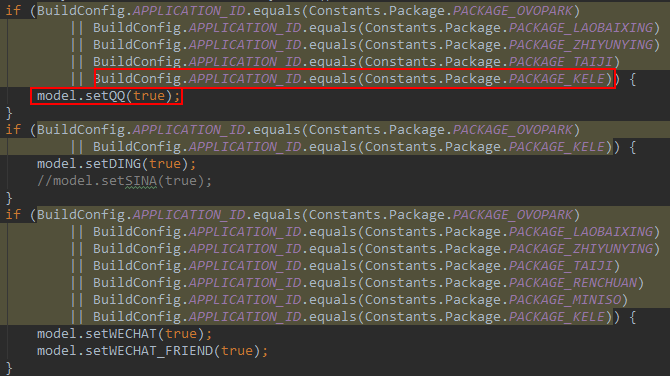 if (BuildConfig.APPLICATION_ID.equals(Constants.Package.PACKAGE_OVOPARK)
|| BuildConfig.APPLICATION_ID.equals(Constants.Package.PACKAGE_LAOBAIXING)
|| BuildConfig.APPLICATION_ID.equals(Constants.Package.PACKAGE_ZHIYUNYING)
|| BuildConfig.APPLICATION_ID.equals(Constants.Package.PACKAGE_TAIJI)
|| BuildConfig.APPLICATION_ID.equals(Constants.Package.PACKAGE_KELE)) {
model.setQQ(true);
}
if (BuildConfig.APPLICATION_ID.equals(Constants.Package.PACKAGE_OVOPARK)
|| BuildConfig.APPLICATION_ID.equals(Constants.Package.PACKAGE_KELE)) {
model.setDING(true);
//model.setSINA(true);
}
if (BuildConfig.APPLICATION_ID.equals(Constants.Package.PACKAGE_OVOPARK)
|| BuildConfig.APPLICATION_ID.equals(Constants.Package.PACKAGE_LAOBAIXING)
|| BuildConfig.APPLICATION_ID.equals(Constants.Package.PACKAGE_ZHIYUNYING)
|| BuildConfig.APPLICATION_ID.equals(Constants.Package.PACKAGE_TAIJI)
|| BuildConfig.APPLICATION_ID.equals(Constants.Package.PACKAGE_RENCHUAN)
|| BuildConfig.APPLICATION_ID.equals(Constants.Package.PACKAGE_MINISO)
|| BuildConfig.APPLICATION_ID.equals(Constants.Package.PACKAGE_KELE)) {
model.setWECHAT(true);
model.setWECHAT_FRIEND(true);
}